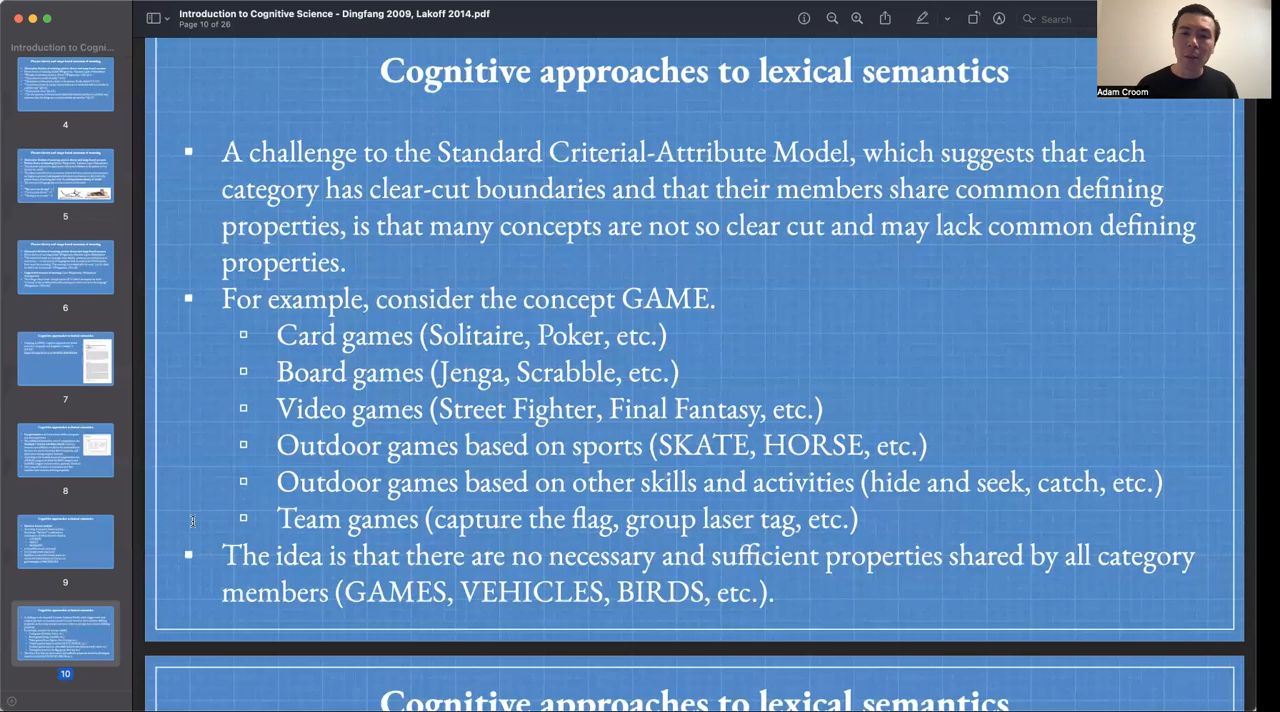 Introduction to Cognitive Science - Dingfang 2009, Lakoff 2014.pdf
Page 10 of 26
Search
Adam Croom
Introduction to Cogni...
4
5
6
7
8
9
10
Cognitive approaches to lexical semantics
A challenge to the Standard Criterial-Attribute Model, which suggests that each
category has clear-cut boundaries and that their members share common defining
properties, is that many concepts are not so clear cut and may lack common defining
properties.
For example, consider the concept GAME.
Card games (Solitaire, Poker, etc.)
Board games (Jenga, Scrabble, etc.)
Video games (Street Fighter, Final Fantasy, etc.)
Outdoor games based on sports (SKATE, HORSE, etc.)
Outdoor games based on other skills and activities (hide and seek, catch, etc.)
Team games (capture the flag, group laser tag, etc.)
The idea is that there are no necessary and sufficient properties shared by all category
members (GAMES, VEHICLES, BIRDS, etc.).
Cognitive approaches to lexical semantics